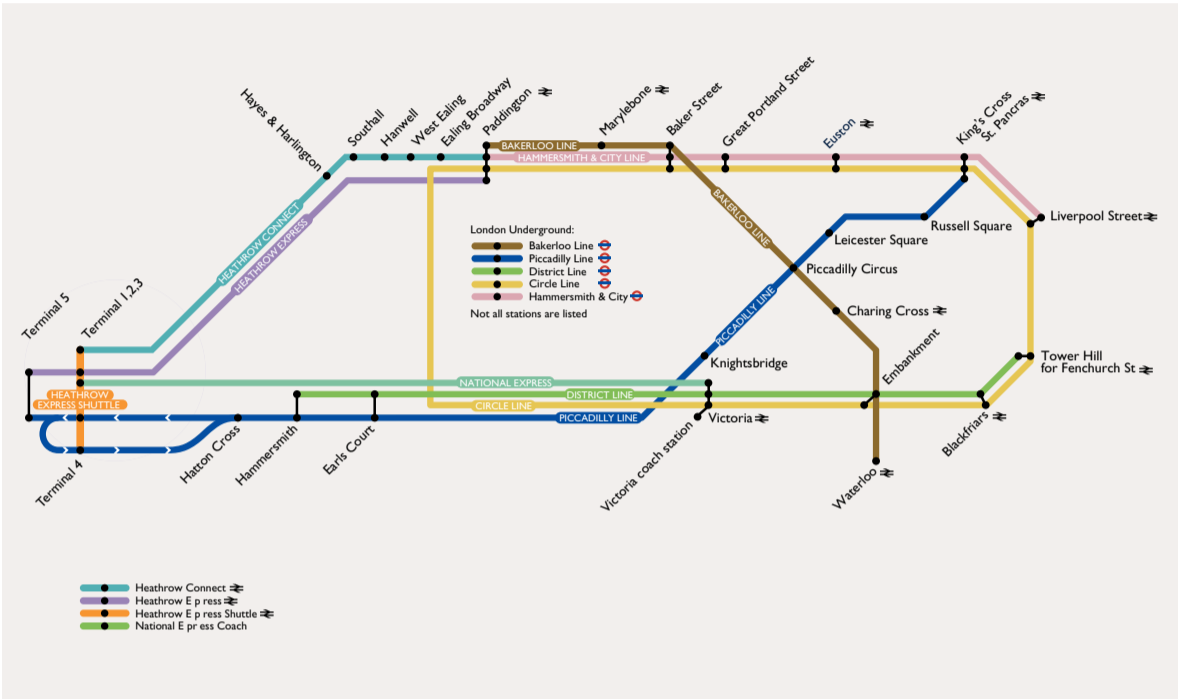 Hayes & Harlington
Southall
Hanwell
West Ealing
Ealing Broadway
Paddington
Marylebone
Baker Street
Great Portland Street
Euston
King's Cross
St. Pancras
BAKERLOO LINE
HAMMERSMITH & CITY LINE
HEATHROW CONNECT
HEATHROW EXPRESS
BAKERLOO LINE
Liverpool Street
Russell Square
Leicester Square
Piccadilly Circus
PICCADILLY LINE
Charing Cross
Knightsbridge
Embankment
Tower Hill
for Fenchurch St
London Underground:
Bakerloo Line
Piccadilly Line
District Line
Circle Line
Hammersmith & City
Not all stations are listed
Terminal 5
Terminal 1,2,3
HEATHROW
EXPRESS SHUTTLE
NATIONAL EXPRESS
DISTRICT LINE
CIRCLE LINE
PICCADILLY LINE
Terminal 4
Hatton Cross
Hammersmith
Earls Court
Victoria coach station
Victoria
Waterloo
Blackfriars
Heathrow Connect
Heathrow E p ress
Heathrow E p ress Shuttle
National E pr ess Coach